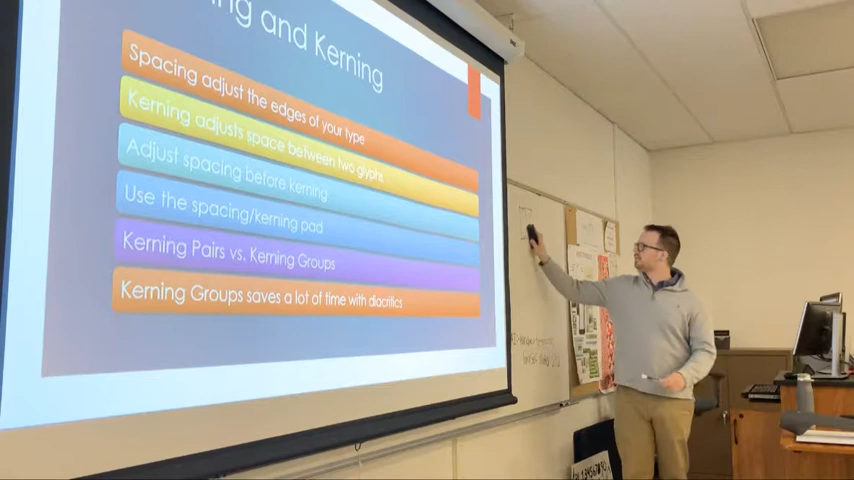 and Kerning
Spacing adjust the edges of your type
Kerning adjusts space between two glyphs
Adjust spacing before kerning
Use the spacing/kerning pad
Kerning Pairs vs. Kerning Groups
Kerning Groups saves a lot of time with diacritics